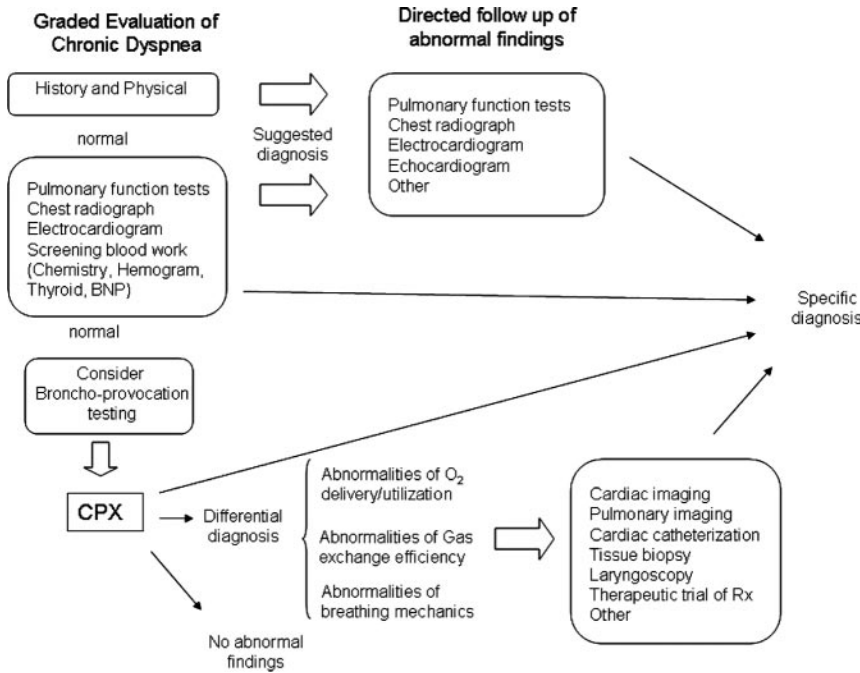 Graded Evaluation of
Chronic Dyspnea
Directed follow up of
abnormal findings
History and Physical
normal
Suggested
diagnosis
Pulmonary function tests
Chest radiograph
Electrocardiogram
Echocardiogram
Other
Pulmonary function tests
Chest radiograph
Electrocardiogram
Screening blood work
(Chemistry, Hemogram,
Thyroid, BNP)
normal
Specific
diagnosis
Consider
Broncho-provocation
testing
CPX
Differential
diagnosis
Abnormalities of O₂
delivery/utilization
Abnormalities of Gas
exchange efficiency
Abnormalities of
breathing mechanics
No abnormal
findings
Cardiac imaging
Pulmonary imaging
Cardiac catheterization
Tissue biopsy
Laryngoscopy
Therapeutic trial of Rx
Other